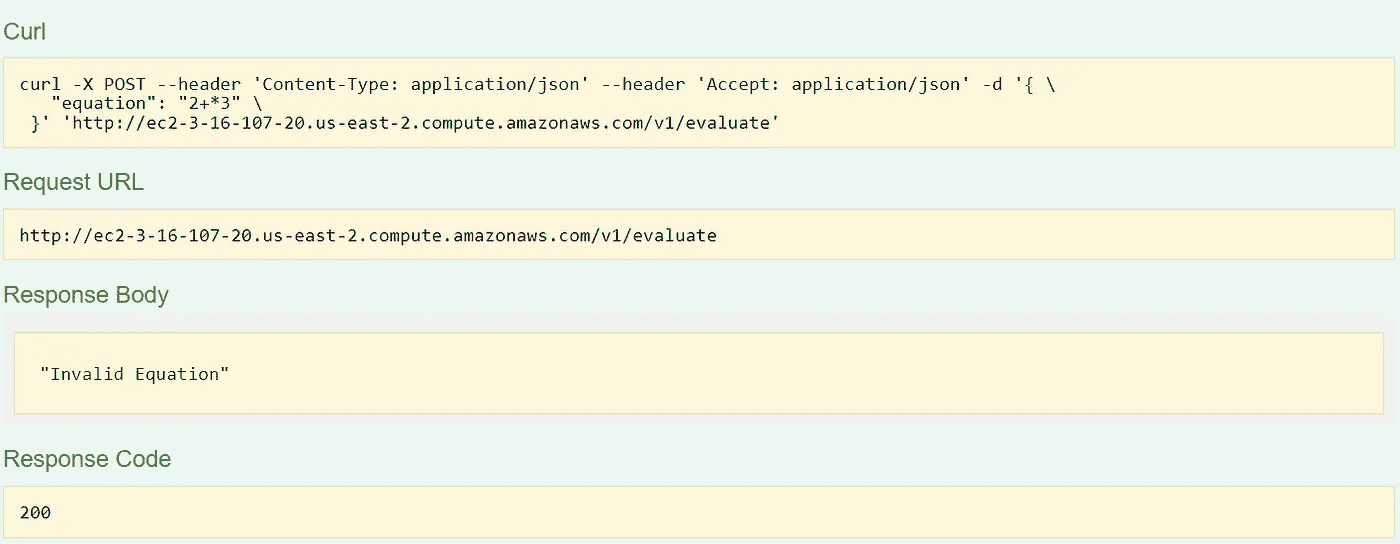 Curl
curl -X POST --header 'Content-Type: application/json' --header 'Accept: application/json' -d '{ \
"equation": "2+*3" \
}' 'http://ec2-3-16-107-20.us-east-2.compute.amazonaws.com/v1/evaluate'
Request URL
http://ec2-3-16-107-20.us-east-2.compute.amazonaws.com/v1/evaluate
Response Body
"Invalid Equation"
Response Code
200